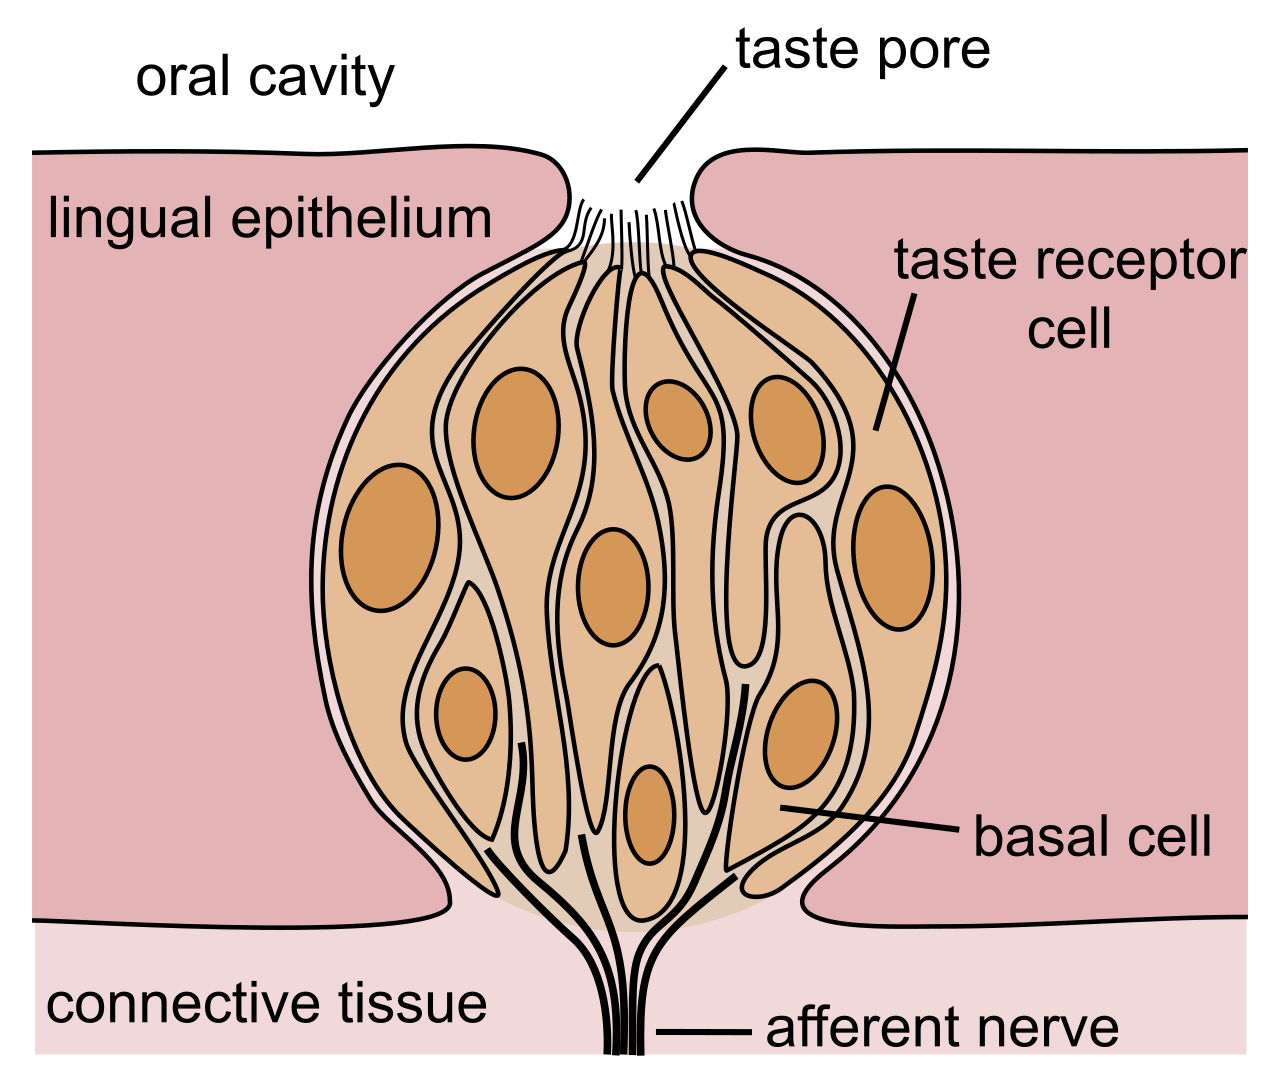 oral cavity
taste pore
lingual epithelium
taste receptor
cell
basal cell
connective tissue
afferent nerve